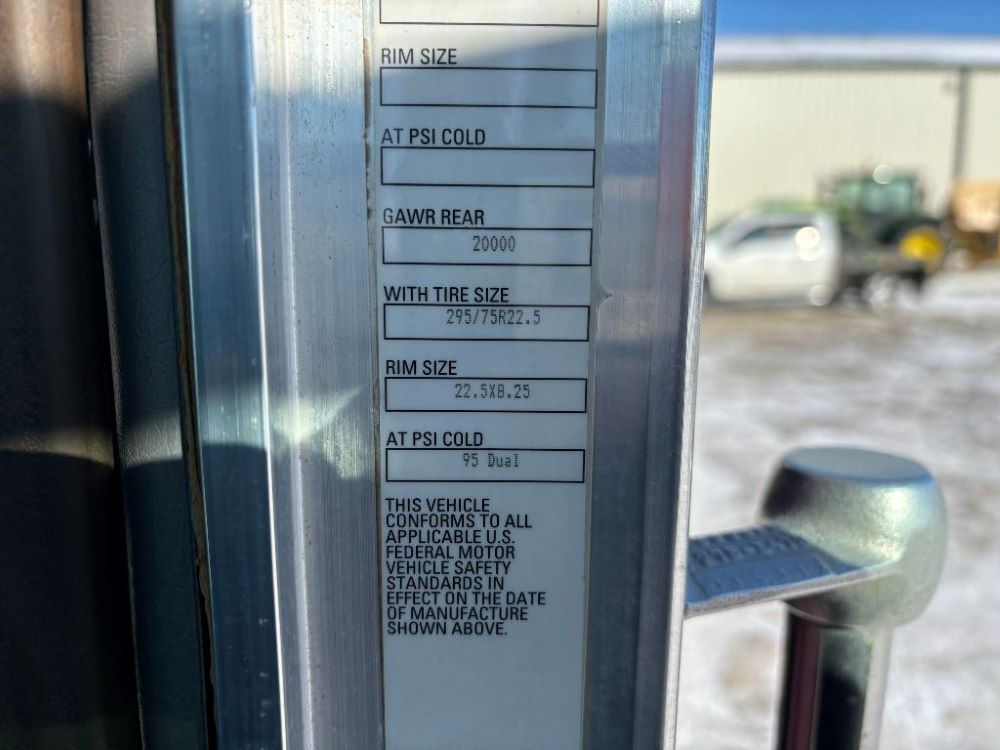 RIM SIZE
AT PSI COLD
GAWR REAR
20000
WITH TIRE SIZE
295/75R22.5
RIM SIZE
22.5X8.25
AT PSI COLD
95 Dual
THIS VEHICLE
CONFORMS TO ALL
APPLICABLE U.S.
FEDERAL MOTOR
VEHICLE SAFETY
STANDARDS IN
EFFECT ON THE DATE
OF MANUFACTURE
SHOWN ABOVE.